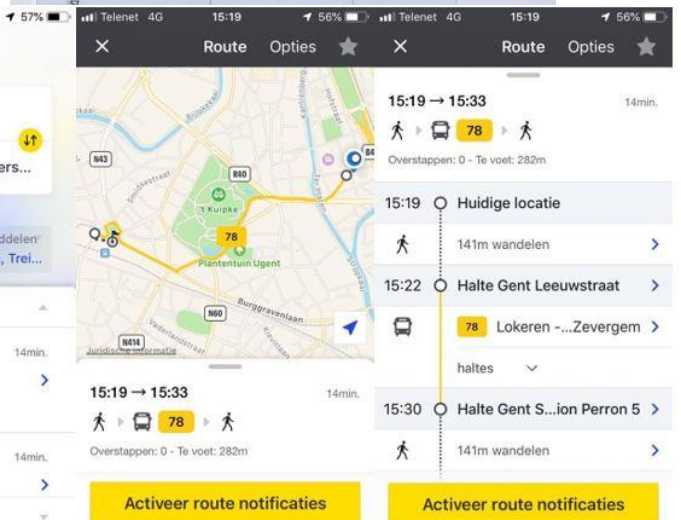 57%
ers...
ddelen
, Trei...
14min.
14min.
Telenet 4G 15:19 56%
Route Opties
N43
R40
't Kuipke
78
Plantentuin Ugent
N60
Burggravenlaan
N414
Juridische informatie
15:19 → 15:33 14min.
78
Overstappen: 0 - Te voet: 282m
Activeer route notificaties
Telenet 4G 15:19 56%
Route Opties
15:19 → 15:33 14min.
78
Overstappen: 0 - Te voet: 282m
15:19 Huidige locatie
141m wandelen
15:22 Halte Gent Leeuwstraat
78 Lokeren -...Zevergem
haltes
15:30 Halte Gent S...ion Perron 5
141m wandelen
Activeer route notificaties